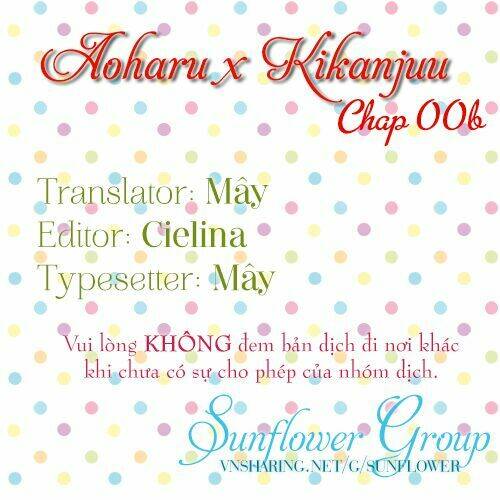 Aoharu x Kikanjuu
Chap 00b
Translator: Mây
Editor: Cielina
Typesetter: Mây
Vui lòng KHÔNG đem bản dịch đi nơi khác
khi chưa có sự cho phép của nhóm dịch.
Sunflower Group
VNSHARING.NET/G/SUNFLOWER